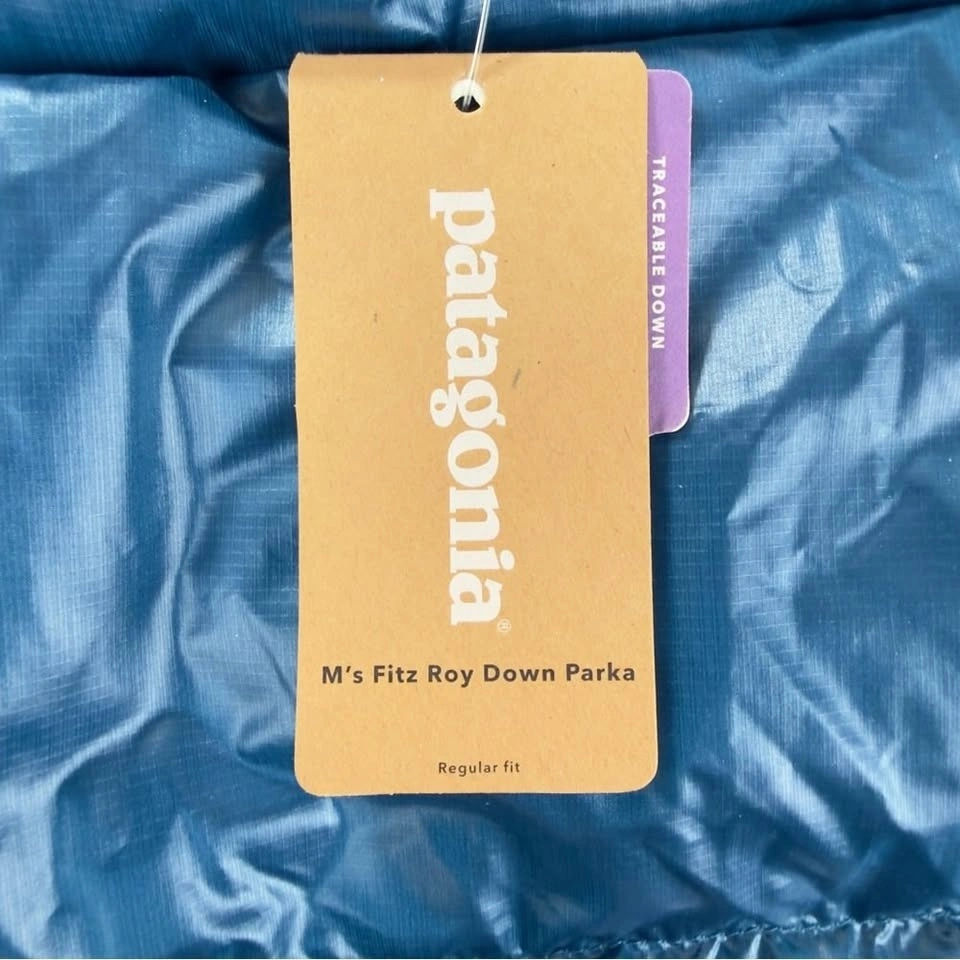 patagonia®
TRACEABLE DOWN
M's Fitz Roy Down Parka
Regular fit